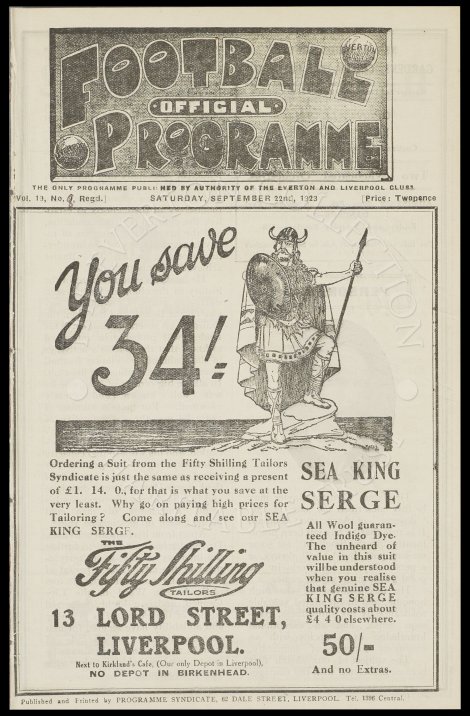 FOOTBALL
EVERTON
OFFICIAL
PROGRAMME
THE ONLY PROGRAMME PUBLISHED BY AUTHORITY OF THE EVERTON AND LIVERPOOL CLUBS.
Vol. 19, No. 9, Regd.] SATURDAY, SEPTEMBER 22nd, 1923 [Price: Twopence
You save
34/-
Ordering a Suit from the Fifty Shilling Tailors
Syndicate is just the same as receiving a present
of £1. 14. 0., for that is what you save at the
very least. Why go on paying high prices for
Tailoring? Come along and see our SEA
KING SERGE.
THE
Fifty Shilling
TAILORS
13 LORD STREET,
LIVERPOOL.
Next to Kirkland's Cafe, (Our only Depot in Liverpool),
NO DEPOT IN BIRKENHEAD.
SEA KING
SERGE
All Wool guaran-
teed Indigo Dye.
The unheard of
value in this suit
will be understood
when you realise
that genuine SEA
KING SERGE
quality costs about
£4 4 0 elsewhere.
50/-
And no Extras.
Published and Printed by PROGRAMME SYNDICATE, 62 DALE STREET, LIVERPOOL. Tel. 1396 Central.